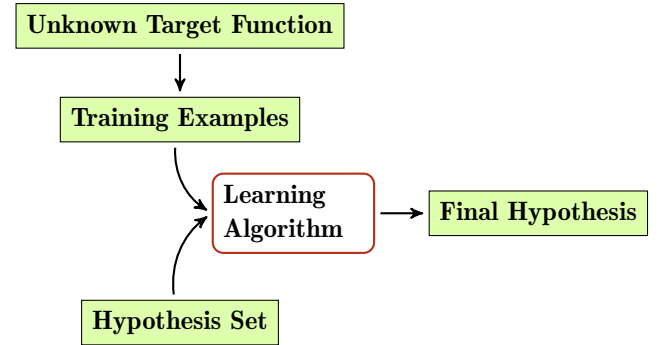 Unknown Target Function
Training Examples
Learning
Algorithm
Final Hypothesis
Hypothesis Set